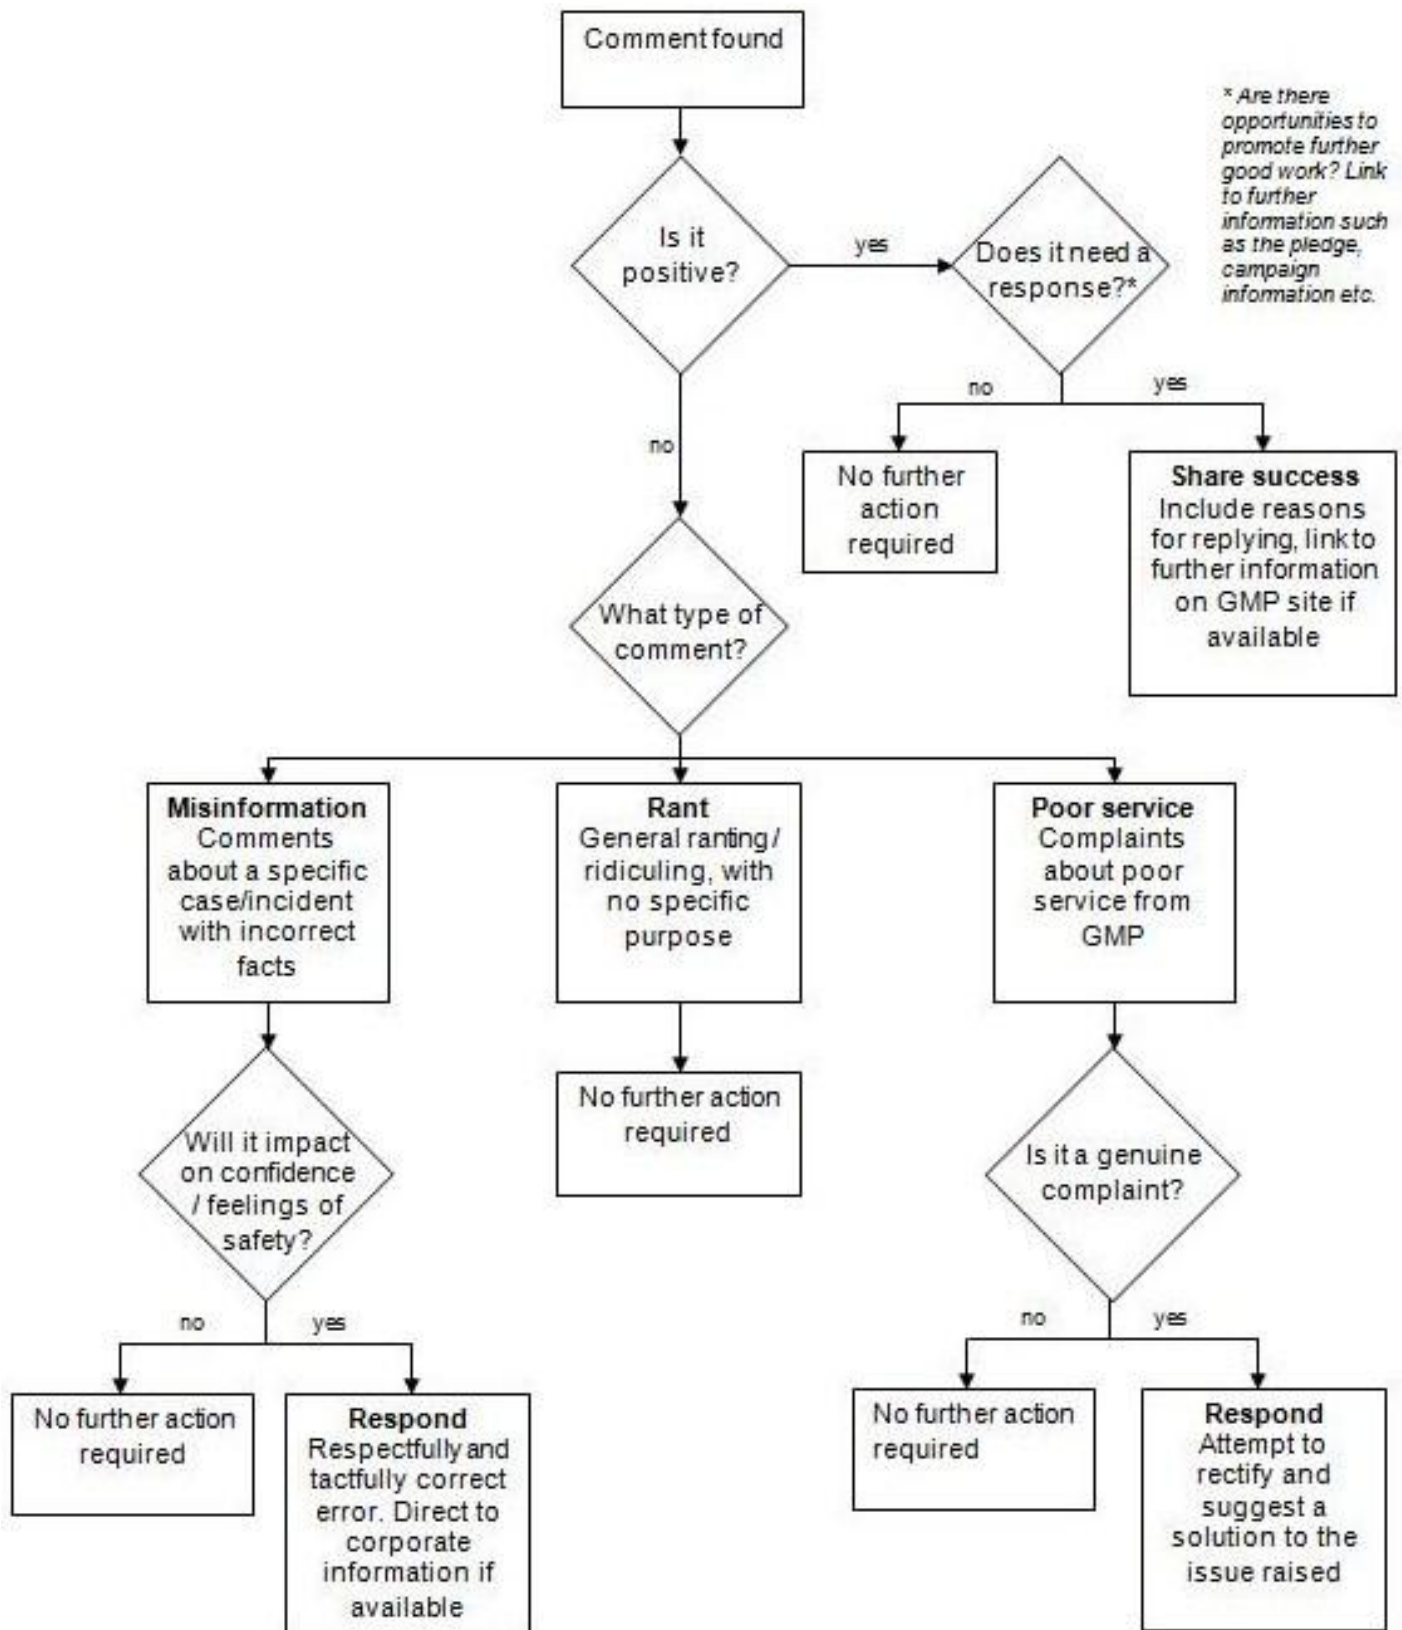 Comment found
* Are there
opportunities to
promote further
good work? Link
to further
information such
as the pledge,
campaign
information etc.
Is it
positive?
yes
Does it need a
response?*
no
yes
no
No further
action
required
Share success
Include reasons
for replying, link to
further information
on GMP site if
available
What type of
comment?
Misinformation
Comments
about a specific
case/incident
with incorrect
facts
Rant
General ranting/
ridiculing, with
no specific
purpose
Poor service
Complaints
about poor
service from
GMP
Will it impact
on confidence
/ feelings of
safety?
No further action
required
Is it a genuine
complaint?
no
yes
no
yes
No further action
required
Respond
Respectfully and
tactfully correct
error. Direct to
corporate
information if
available
No further action
required
Respond
Attempt to
rectify and
suggest a
solution to the
issue raised